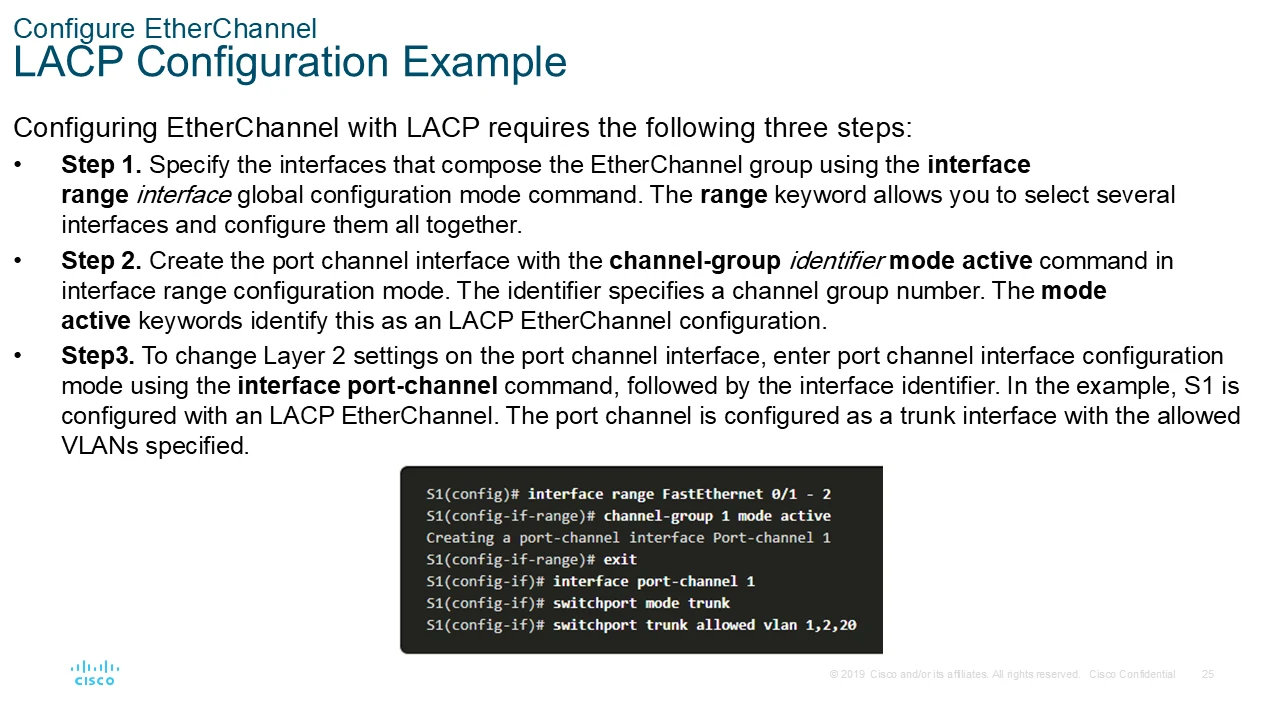 Configure EtherChannel
LACP Configuration Example
Configuring EtherChannel with LACP requires the following three steps:
• Step 1. Specify the interfaces that compose the EtherChannel group using the interface
range interface global configuration mode command. The range keyword allows you to select several
interfaces and configure them all together.
• Step 2. Create the port channel interface with the channel-group identifier mode active command in
interface range configuration mode. The identifier specifies a channel group number. The mode
active keywords identify this as an LACP EtherChannel configuration.
• Step3. To change Layer 2 settings on the port channel interface, enter port channel interface configuration
mode using the interface port-channel command, followed by the interface identifier. In the example, S1 is
configured with an LACP EtherChannel. The port channel is configured as a trunk interface with the allowed
VLANs specified.
S1(config)# interface range FastEthernet 0/1 - 2
S1(config-if-range)# channel-group 1 mode active
Creating a port-channel interface Port-channel 1
S1(config-if-range)# exit
S1(config-if)# interface port-channel 1
S1(config-if)# switchport mode trunk
S1(config-if)# switchport trunk allowed vlan 1,2,20
CISCO
© 2019 Cisco and/or its affiliates. All rights reserved. Cisco Confidential 25